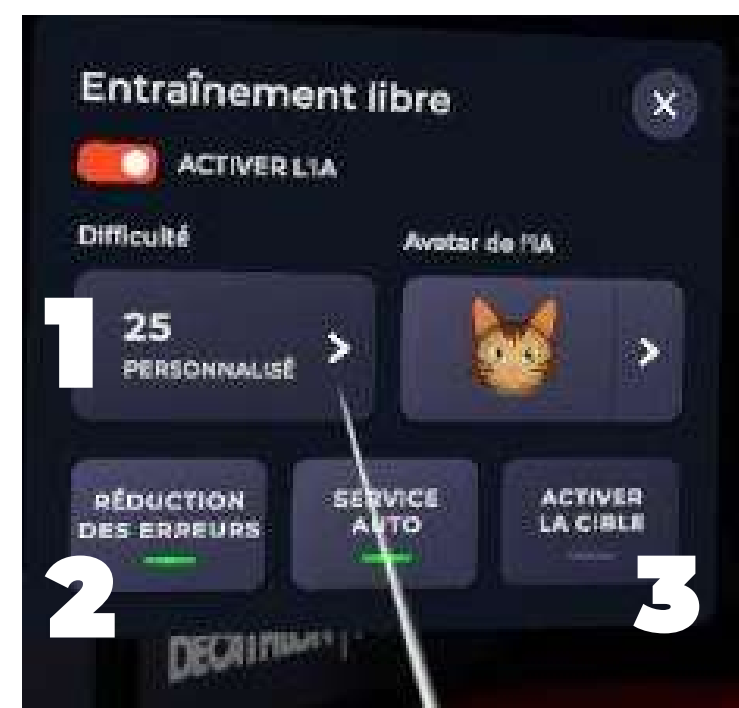 Entraînement libre
X
ACTIVER L'IA
Difficulté
Avatar de l'IA
1
25
PERSONNALISÉ
RÉDUCTION
DES ERREURS
SERVICE
AUTO
ACTIVER
LA CIBLE
2
3
DECATHLON